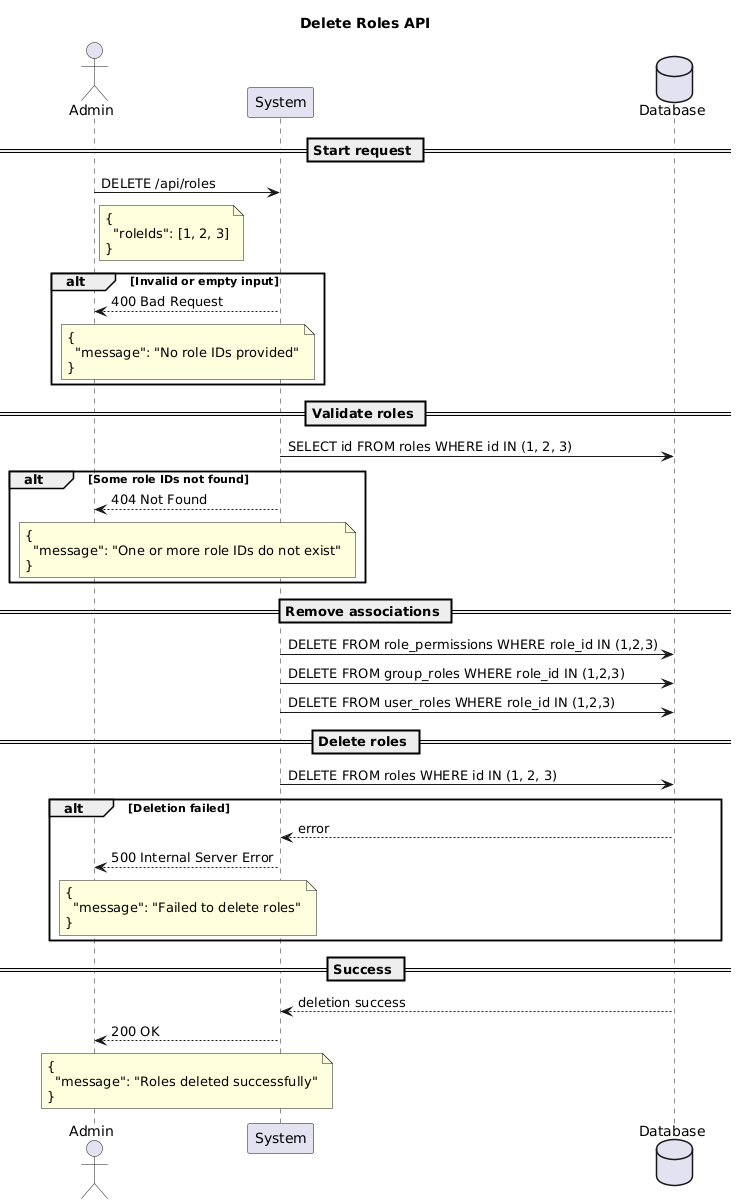 Delete Roles API
Admin
System
Database
Start request
DELETE /api/roles
{
"roleIds": [1, 2, 3]
}
alt [Invalid or empty input]
400 Bad Request
{
"message": "No role IDs provided"
}
Validate roles
SELECT id FROM roles WHERE id IN (1, 2, 3)
alt [Some role IDs not found]
404 Not Found
{
"message": "One or more role IDs do not exist"
}
Remove associations
DELETE FROM role_permissions WHERE role_id IN (1,2,3)
DELETE FROM group_roles WHERE role_id IN (1,2,3)
DELETE FROM user_roles WHERE role_id IN (1,2,3)
Delete roles
DELETE FROM roles WHERE id IN (1, 2, 3)
alt [Deletion failed]
error
500 Internal Server Error
{
"message": "Failed to delete roles"
}
Success
deletion success
200 OK
{
"message": "Roles deleted successfully"
}
Admin
System
Database